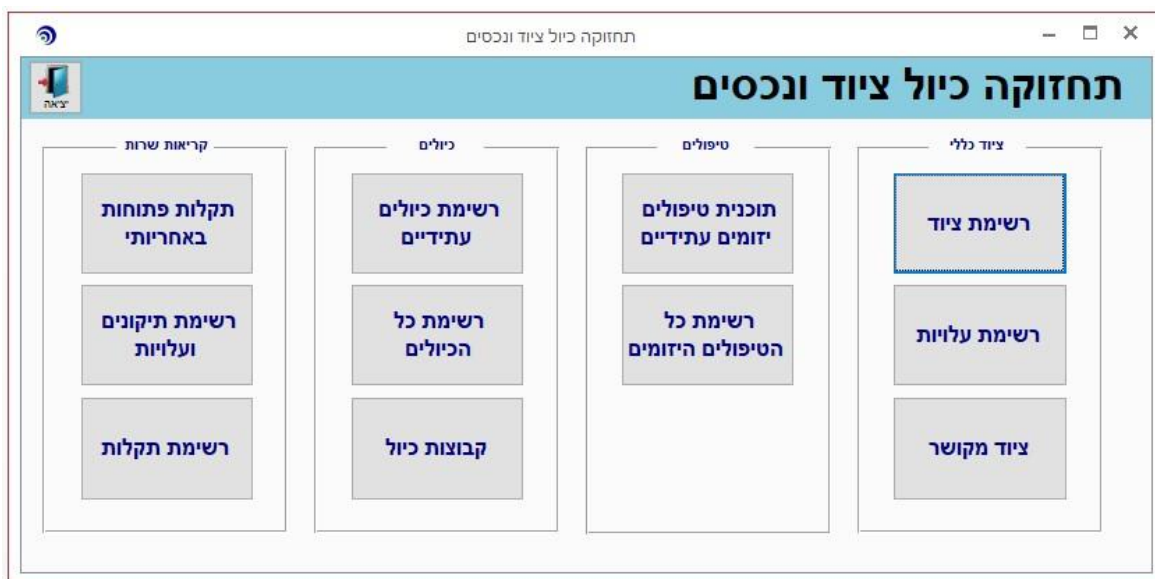 תחזוקה כיול ציוד ונכסים
תחזוקה כיול ציוד ונכסים
יציאה
ציוד כללי
רשימת ציוד
רשימת עלויות
ציוד מקושר
טיפולים
תוכנית טיפולים
יזומים עתידיים
רשימת כל
הטיפולים היזומים
כיולים
רשימת כיולים
עתידיים
רשימת כל
הכיולים
קבוצות כיול
קריאות שרות
תקלות פתוחות
באחריותי
רשימת תיקונים
ועלויות
רשימת תקלות